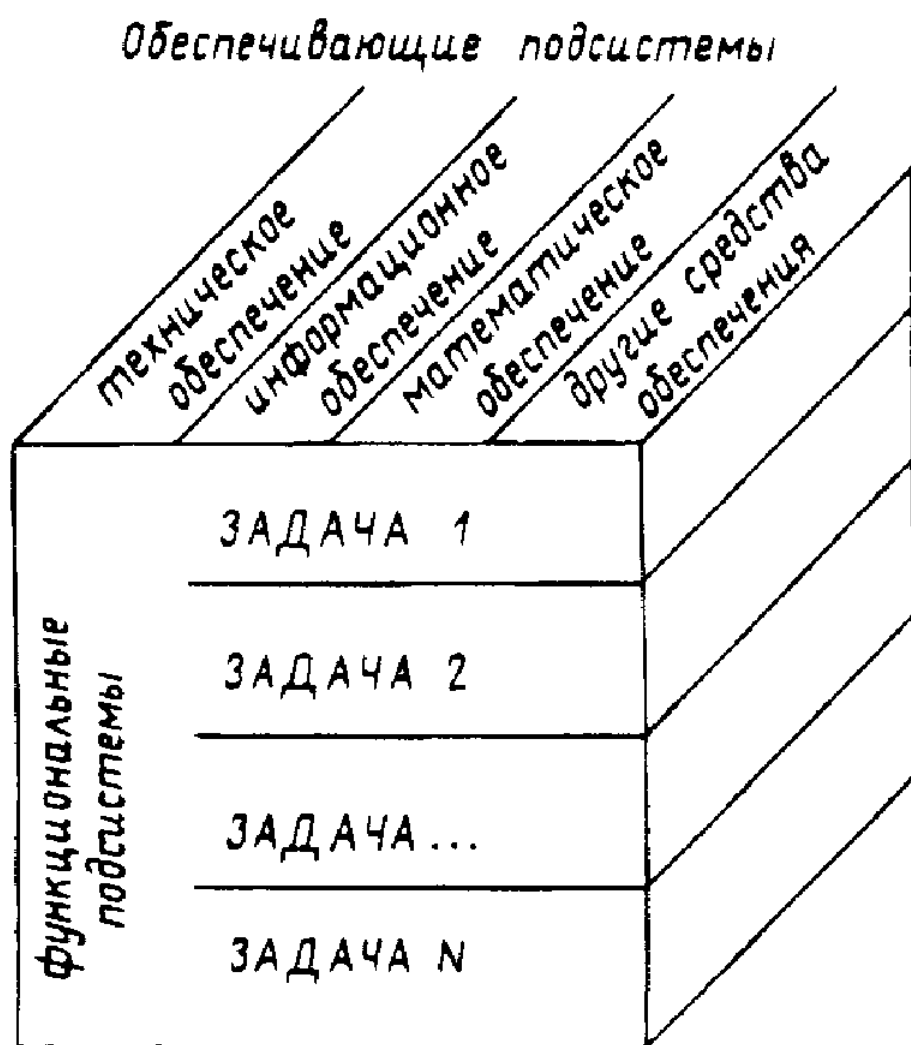 Обеспечивающие подсистемы
техническое
обеспечение
информационное
обеспечение
математическое
обеспечение
другие средства
обеспечения
функциональные
подсистемы
ЗАДАЧА 1
ЗАДАЧА 2
ЗАДАЧА...
ЗАДАЧА N